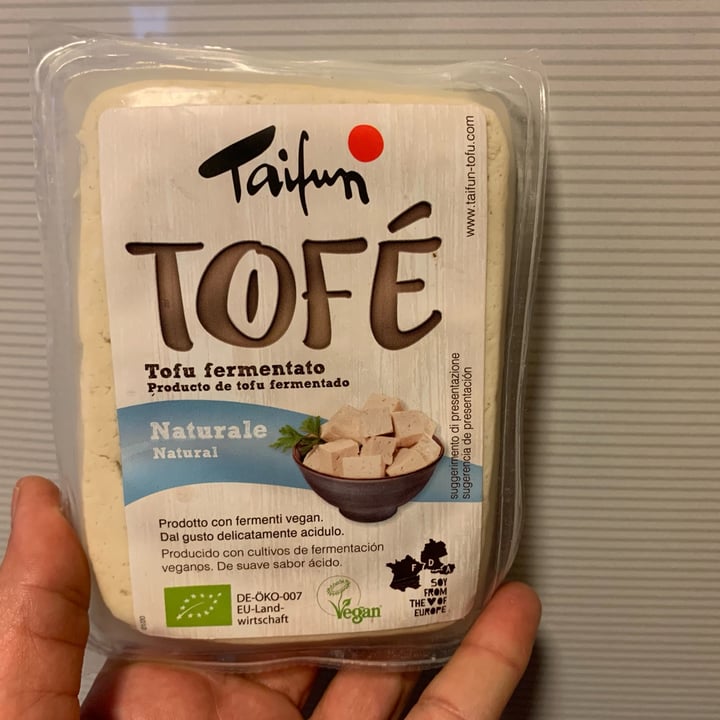 Taifun
www.taifun-tofu.com
TOFÉ
Tofu fermentato
Producto de tofu fermentado
Naturale
Natural
suggerimento di presentazione
sugerencia de presentación
Prodotto con fermenti vegan.
Dal gusto delicatamente acidulo.
Producido con cultivos de fermentación
veganos. De suave sabor ácido.
DE-ÖKO-007
EU-Land-
wirtschaft
Vegan
F D A
SOY
FROM
THE ♥ OF
EUROPE